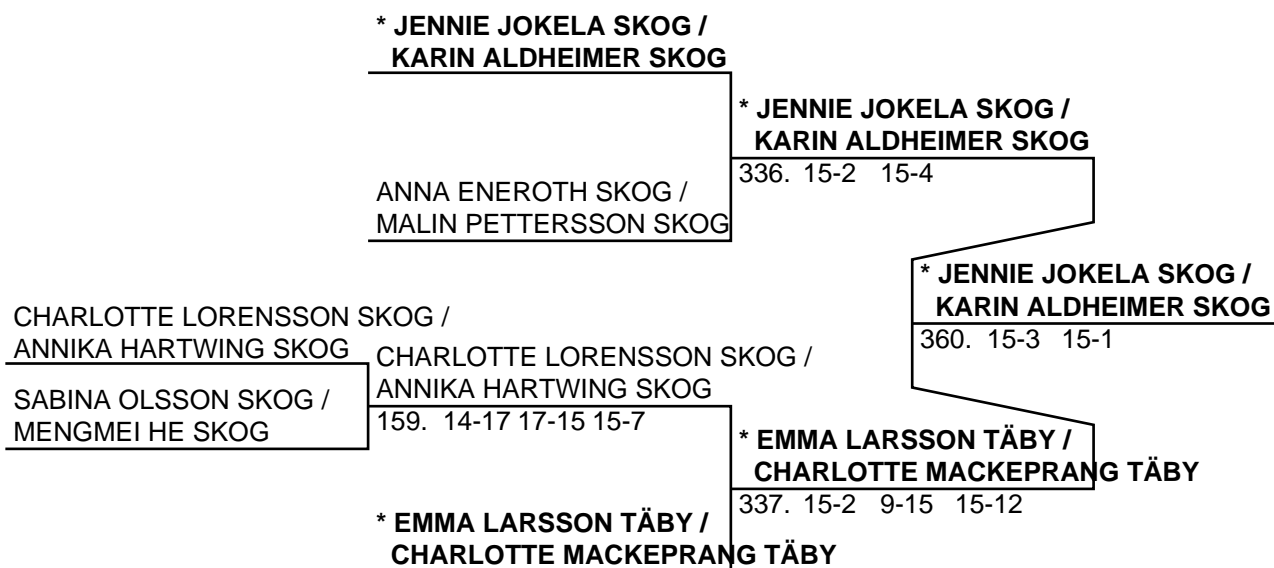 * JENNIE JOKELA SKOG /
KARIN ALDHEIMER SKOG
* JENNIE JOKELA SKOG /
KARIN ALDHEIMER SKOG
336. 15-2 15-4
ANNA ENEROTH SKOG /
MALIN PETTERSSON SKOG
* JENNIE JOKELA SKOG /
KARIN ALDHEIMER SKOG
360. 15-3 15-1
CHARLOTTE LORENSSON SKOG /
ANNIKA HARTWING SKOG
CHARLOTTE LORENSSON SKOG /
ANNIKA HARTWING SKOG
159. 14-17 17-15 15-7
SABINA OLSSON SKOG /
MENGMEI HE SKOG
* EMMA LARSSON TÄBY /
CHARLOTTE MACKEPRANG TÄBY
337. 15-2 9-15 15-12
* EMMA LARSSON TÄBY /
CHARLOTTE MACKEPRANG TÄBY